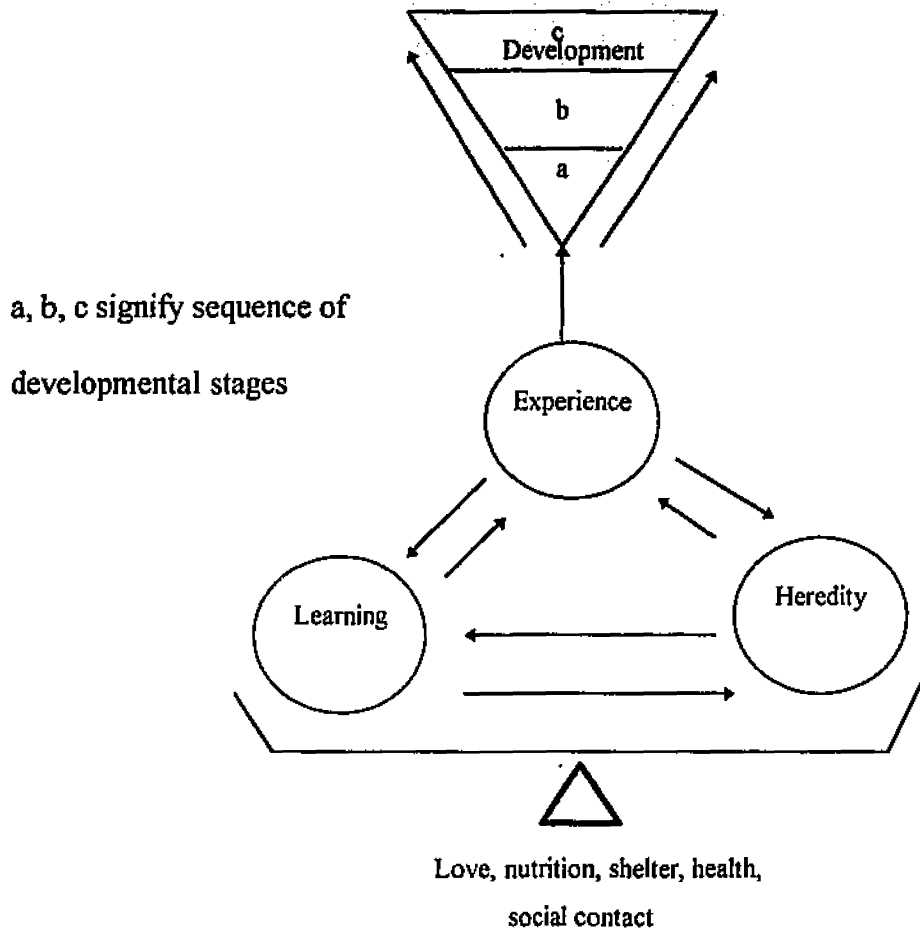 c
Development
b
a
a, b, c signify sequence of
developmental stages
Experience
Learning
Heredity
Love, nutrition, shelter, health,
social contact